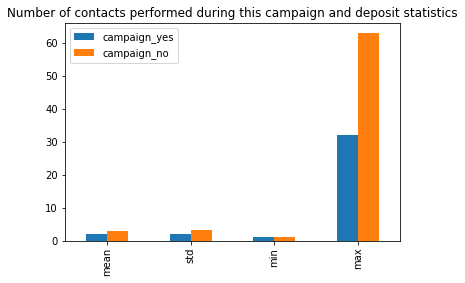 Number of contacts performed during this campaign and deposit statistics
campaign_yes
campaign_no
60
50
40
30
20
10
0
mean
std
min
max